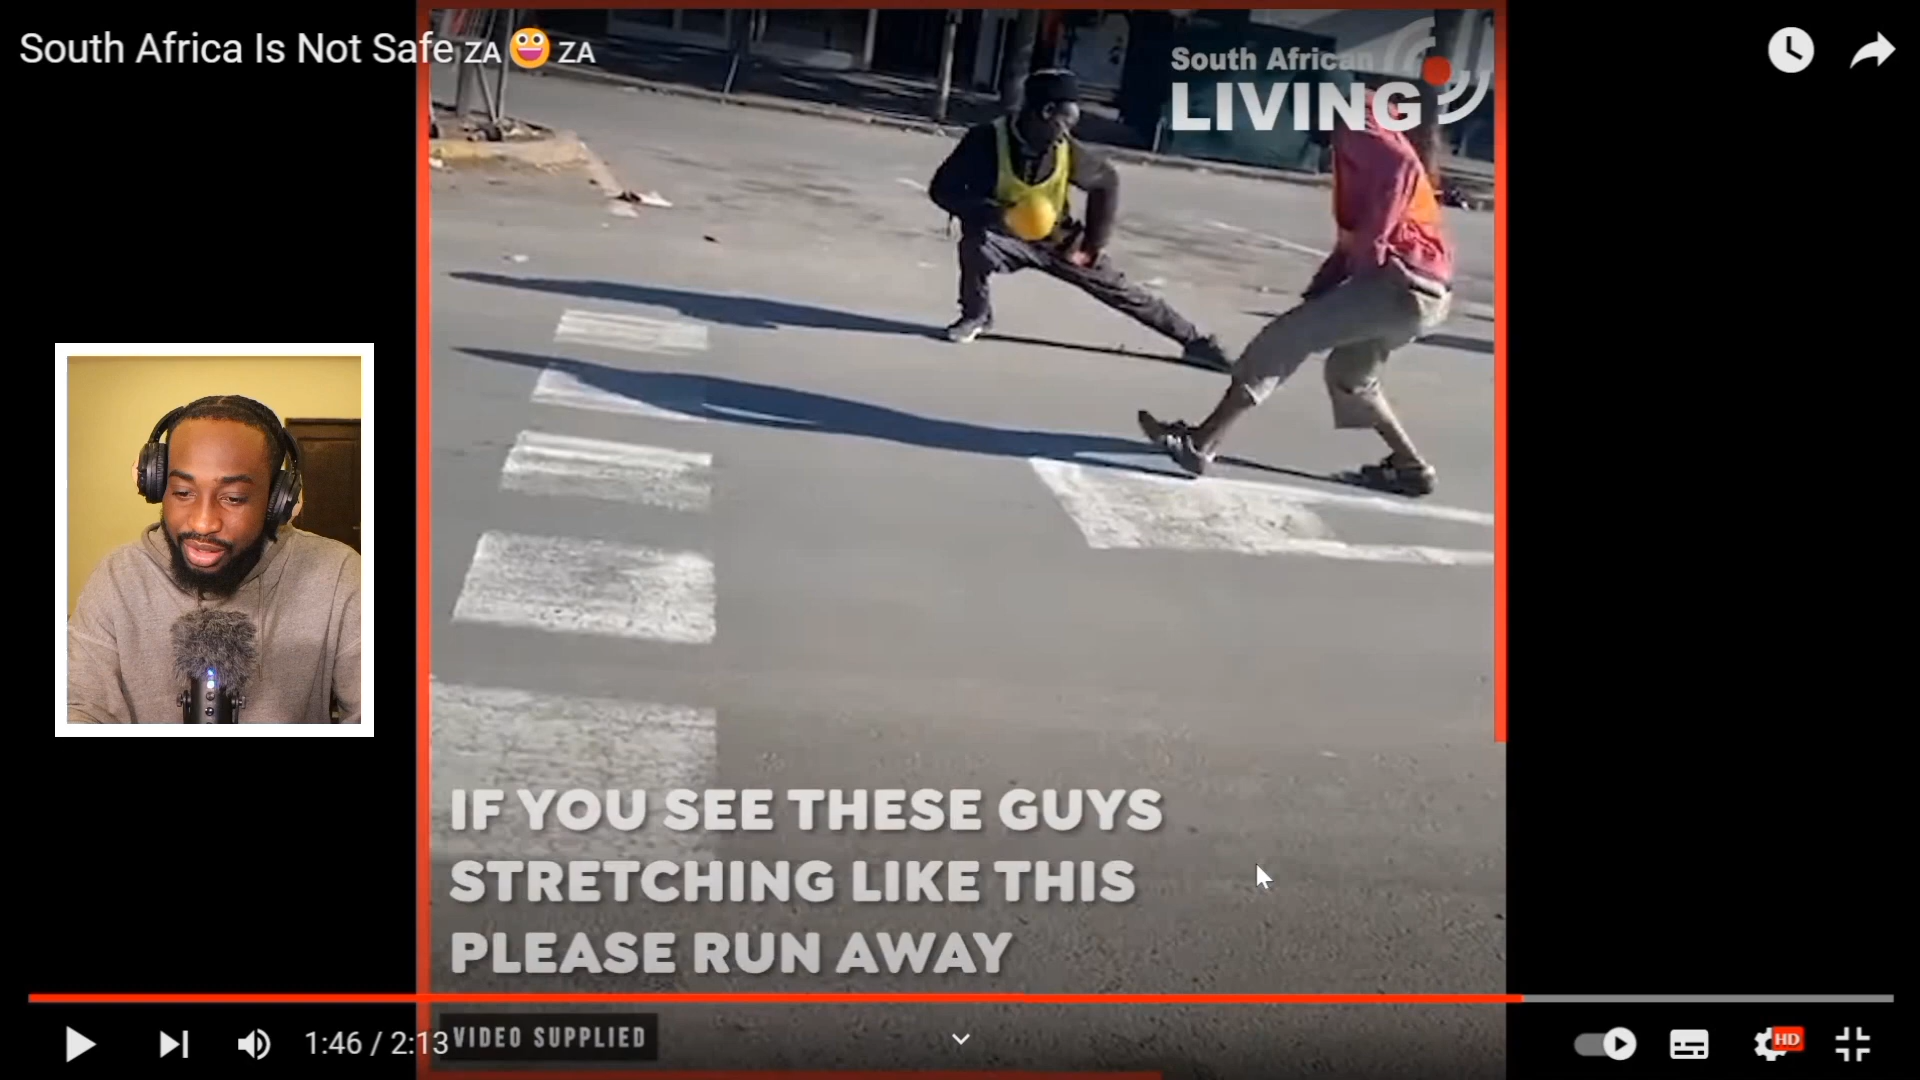 South Africa Is Not Safe ZA😀ZA
South African
LIVING
IF YOU SEE THESE GUYS
STRETCHING LIKE THIS
PLEASE RUN AWAY
1:46 / 2:13
VIDEO SUPPLIED
HD